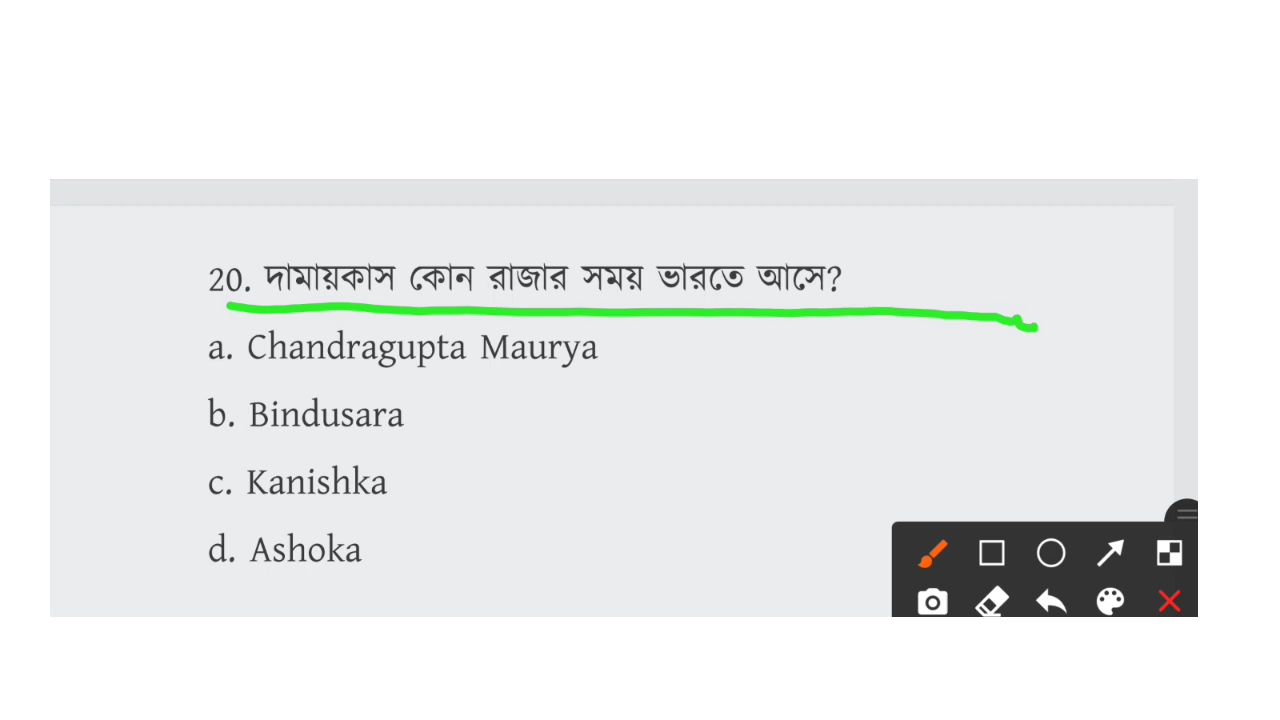 20. দামায়কাস কোন রাজার সময় ভারতে আসে?
a. Chandragupta Maurya
b. Bindusara
c. Kanishka
d. Ashoka